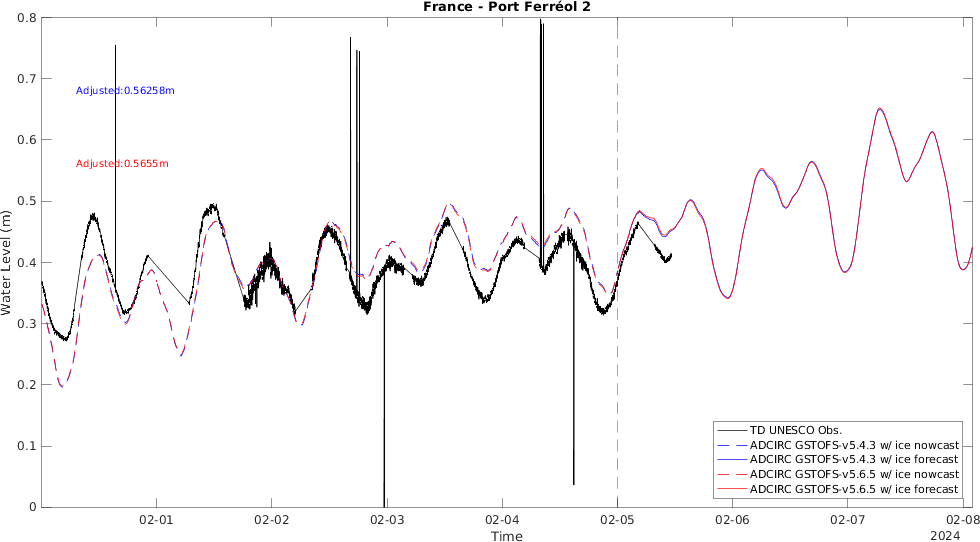 France - Port Ferréol 2
0.8
0.7
0.6
0.5
0.4
0.3
0.2
0.1
0
Water Level (m)
Adjusted:0.56258m
Adjusted:0.5655m
TD UNESCO Obs.
ADCIRC GSTOFS-v5.4.3 w/ ice nowcast
ADCIRC GSTOFS-v5.4.3 w/ ice forecast
ADCIRC GSTOFS-v5.6.5 w/ ice nowcast
ADCIRC GSTOFS-v5.6.5 w/ ice forecast
02-01 02-02 02-03 02-04 02-05 02-06 02-07 02-08
Time
2024